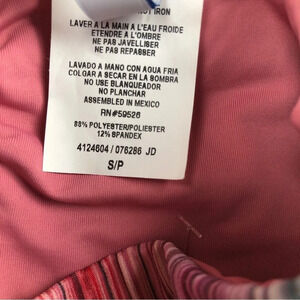 NOT IRON
LAVER A LA MAIN A L'EAU FROIDE
ETENDRE A L'OMBRE
NE PAS JAVELLISER
NE PAS REPASSER
LAVADO A MANO CON AGUA FRIA
COLGAR A SECAR EN LA SOMBRA
NO USE BLANQUEADOR
NO PLANCHAR
ASSEMBLED IN MEXICO
RN#59526
88% POLYESTER/POLIESTER
12% SPANDEX
4124604 / 076286 JD
S/P